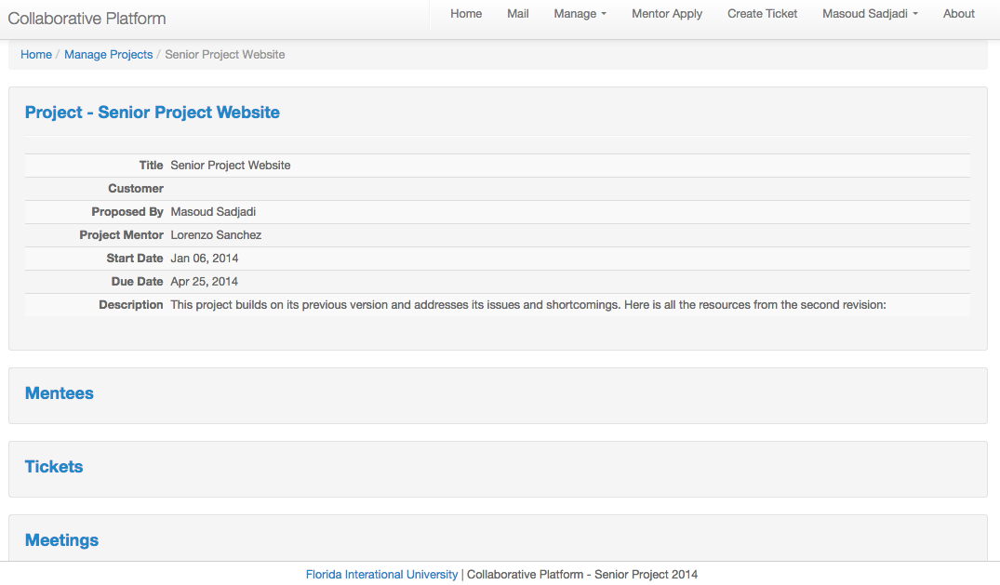 Collaborative Platform Home Mail Manage Mentor Apply Create Ticket Masoud Sadjadi About
Home / Manage Projects / Senior Project Website
Project - Senior Project Website
Title Senior Project Website
Customer
Proposed By Masoud Sadjadi
Project Mentor Lorenzo Sanchez
Start Date Jan 06, 2014
Due Date Apr 25, 2014
Description This project builds on its previous version and addresses its issues and shortcomings. Here is all the resources from the second revision:
Mentees
Tickets
Meetings
Florida Interational University | Collaborative Platform - Senior Project 2014